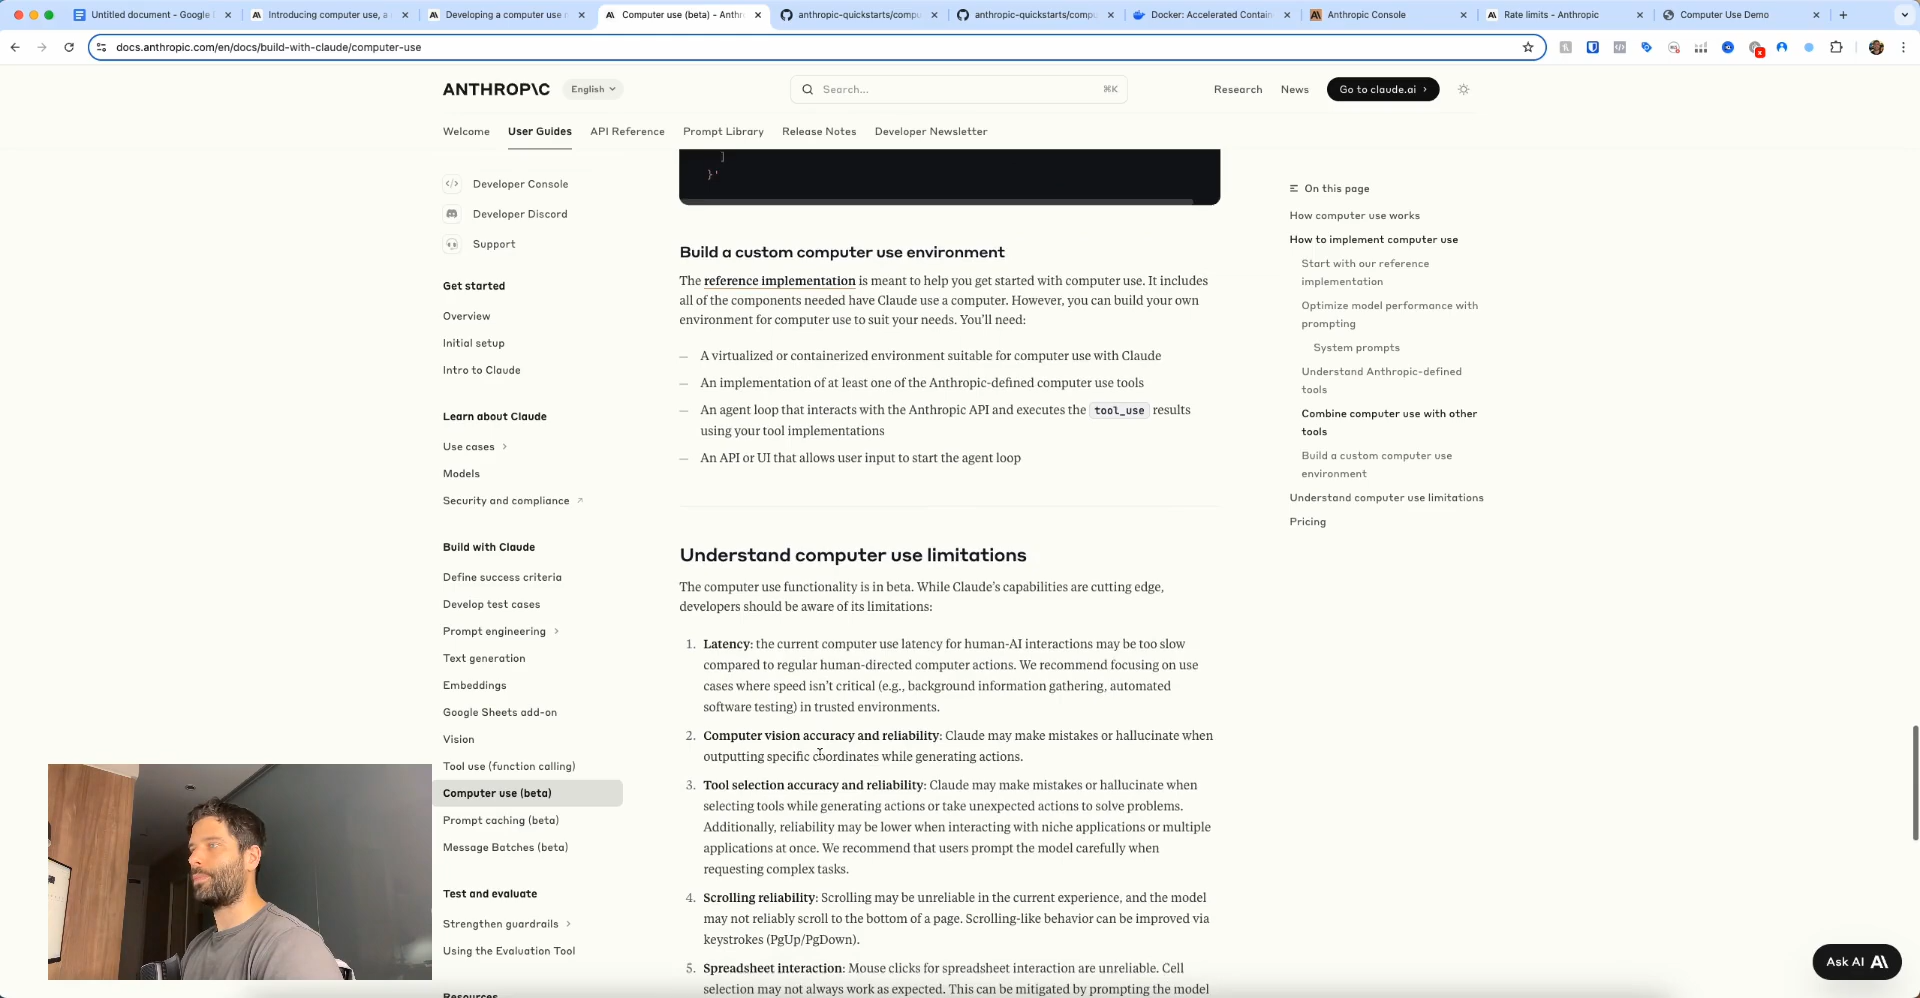 Untitled document - Google
Introducing computer use, a
Developing a computer use
Computer use (beta) - Anthr
anthropic-quickstarts/compu
anthropic-quickstarts/compu
Docker: Accelerated Contain
Anthropic Console
Rate limits - Anthropic
Computer Use Demo
docs.anthropic.com/en/docs/build-with-claude/computer-use
ANTHROP\C
English
Search...
⌘K
Research
News
Go to claude.ai ›
Welcome
User Guides
API Reference
Prompt Library
Release Notes
Developer Newsletter
Developer Console
Developer Discord
Support
Get started
Overview
Initial setup
Intro to Claude
Learn about Claude
Use cases
Models
Security and compliance
Build with Claude
Define success criteria
Develop test cases
Prompt engineering
Text generation
Embeddings
Google Sheets add-on
Vision
Tool use (function calling)
Computer use (beta)
Prompt caching (beta)
Message Batches (beta)
Test and evaluate
Strengthen guardrails
Using the Evaluation Tool
Resources
]
}'
Build a custom computer use environment
The reference implementation is meant to help you get started with computer use. It includes
all of the components needed have Claude use a computer. However, you can build your own
environment for computer use to suit your needs. You'll need:
— A virtualized or containerized environment suitable for computer use with Claude
— An implementation of at least one of the Anthropic-defined computer use tools
— An agent loop that interacts with the Anthropic API and executes the tool_use results
using your tool implementations
— An API or UI that allows user input to start the agent loop
Understand computer use limitations
The computer use functionality is in beta. While Claude's capabilities are cutting edge,
developers should be aware of its limitations:
1. Latency: the current computer use latency for human-AI interactions may be too slow
compared to regular human-directed computer actions. We recommend focusing on use
cases where speed isn't critical (e.g., background information gathering, automated
software testing) in trusted environments.
2. Computer vision accuracy and reliability: Claude may make mistakes or hallucinate when
outputting specific coordinates while generating actions.
3. Tool selection accuracy and reliability: Claude may make mistakes or hallucinate when
selecting tools while generating actions or take unexpected actions to solve problems.
Additionally, reliability may be lower when interacting with niche applications or multiple
applications at once. We recommend that users prompt the model carefully when
requesting complex tasks.
4. Scrolling reliability: Scrolling may be unreliable in the current experience, and the model
may not reliably scroll to the bottom of a page. Scrolling-like behavior can be improved via
keystrokes (PgUp/PgDown).
5. Spreadsheet interaction: Mouse clicks for spreadsheet interaction are unreliable. Cell
selection may not always work as expected. This can be mitigated by prompting the model
On this page
How computer use works
How to implement computer use
Start with our reference
implementation
Optimize model performance with
prompting
System prompts
Understand Anthropic-defined
tools
Combine computer use with other
tools
Build a custom computer use
environment
Understand computer use limitations
Pricing
Ask AI